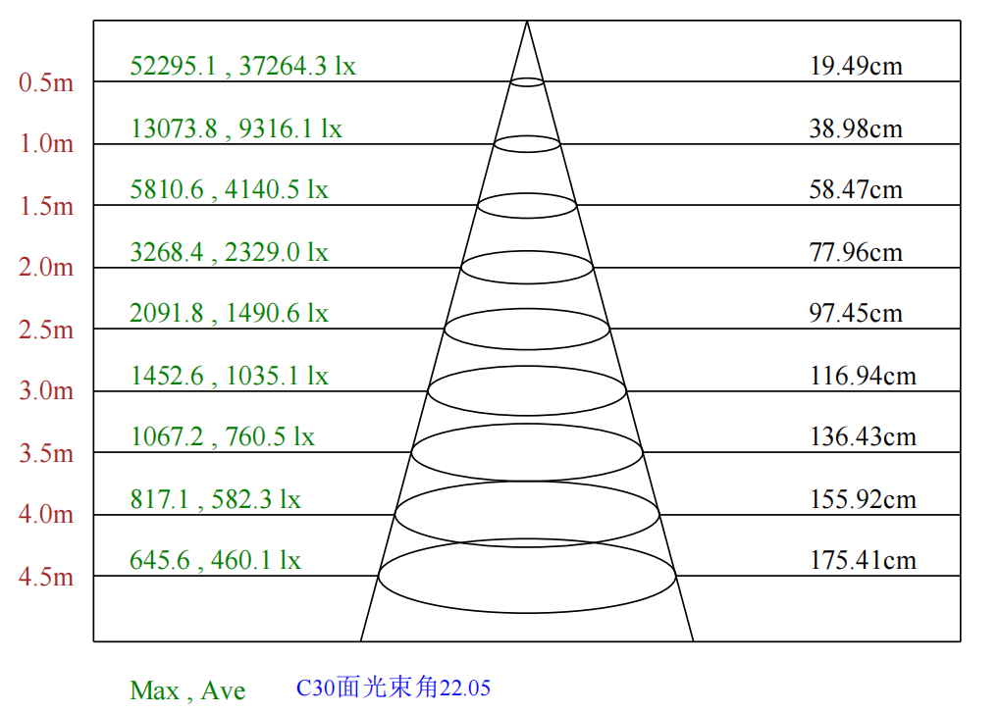 52295.1 , 37264.3 lx 19.49cm
0.5m
13073.8 , 9316.1 lx 38.98cm
1.0m
5810.6 , 4140.5 lx 58.47cm
1.5m
3268.4 , 2329.0 lx 77.96cm
2.0m
2091.8 , 1490.6 lx 97.45cm
2.5m
1452.6 , 1035.1 lx 116.94cm
3.0m
1067.2 , 760.5 lx 136.43cm
3.5m
817.1 , 582.3 lx 155.92cm
4.0m
645.6 , 460.1 lx 175.41cm
4.5m
Max , Ave C30面光束角22.05